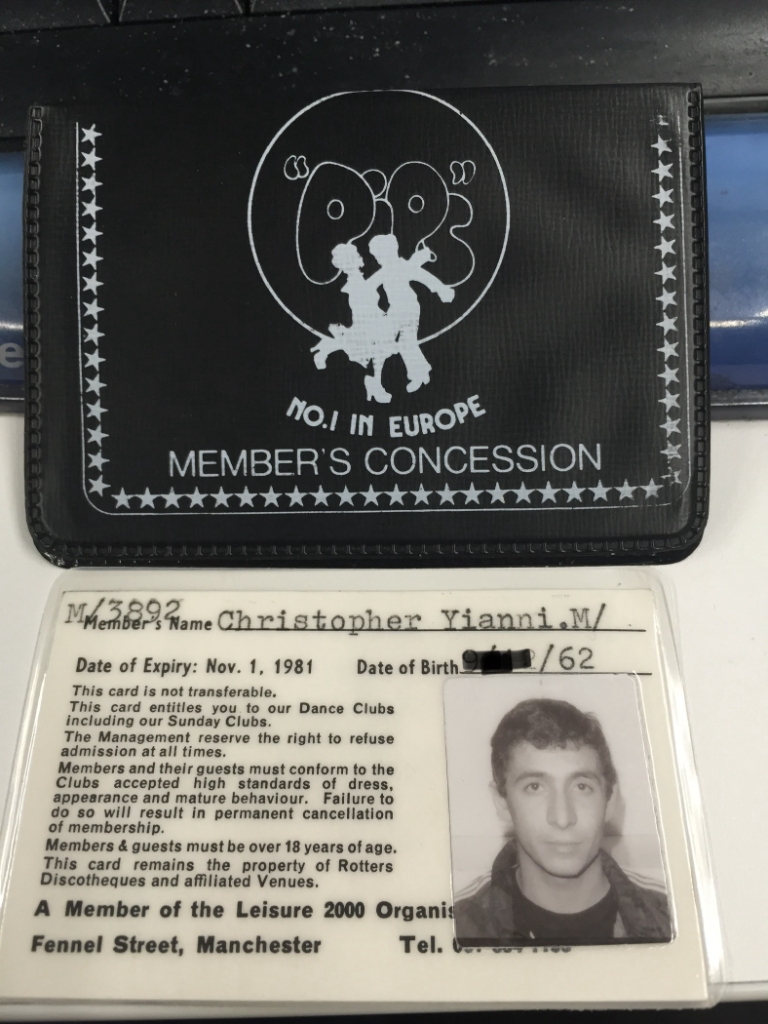 "PiPs"
NO.1 IN EUROPE
MEMBER'S CONCESSION
M/3892
Member's Name Christopher Yianni.M/
Date of Expiry: Nov. 1, 1981 Date of Birth /62
This card is not transferable.
This card entitles you to our Dance Clubs
including our Sunday Clubs.
The Management reserve the right to refuse
admission at all times.
Members and their guests must conform to the
Clubs accepted high standards of dress,
appearance and mature behaviour. Failure to
do so will result in permanent cancellation
of membership.
Members & guests must be over 18 years of age.
This card remains the property of Rotters
Discotheques and affiliated Venues.
A Member of the Leisure 2000 Organis
Fennel Street, Manchester Tel.